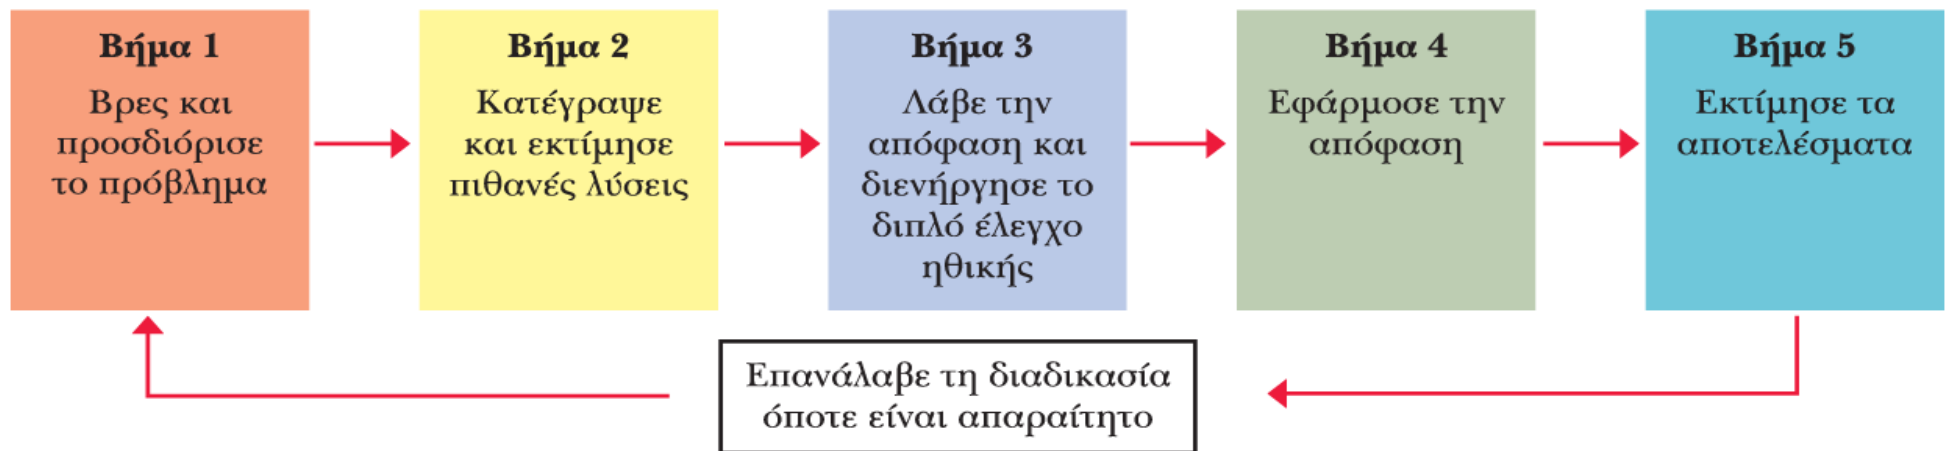 Βήμα 1
Βρες και
προσδιόρισε
το πρόβλημα
Βήμα 2
Κατέγραψε
και εκτίμησε
πιθανές λύσεις
Βήμα 3
Λάβε την
απόφαση και
διενήργησε το
διπλό έλεγχο
ηθικής
Βήμα 4
Εφάρμοσε την
απόφαση
Βήμα 5
Εκτίμησε τα
αποτελέσματα
Επανάλαβε τη διαδικασία
όποτε είναι απαραίτητο